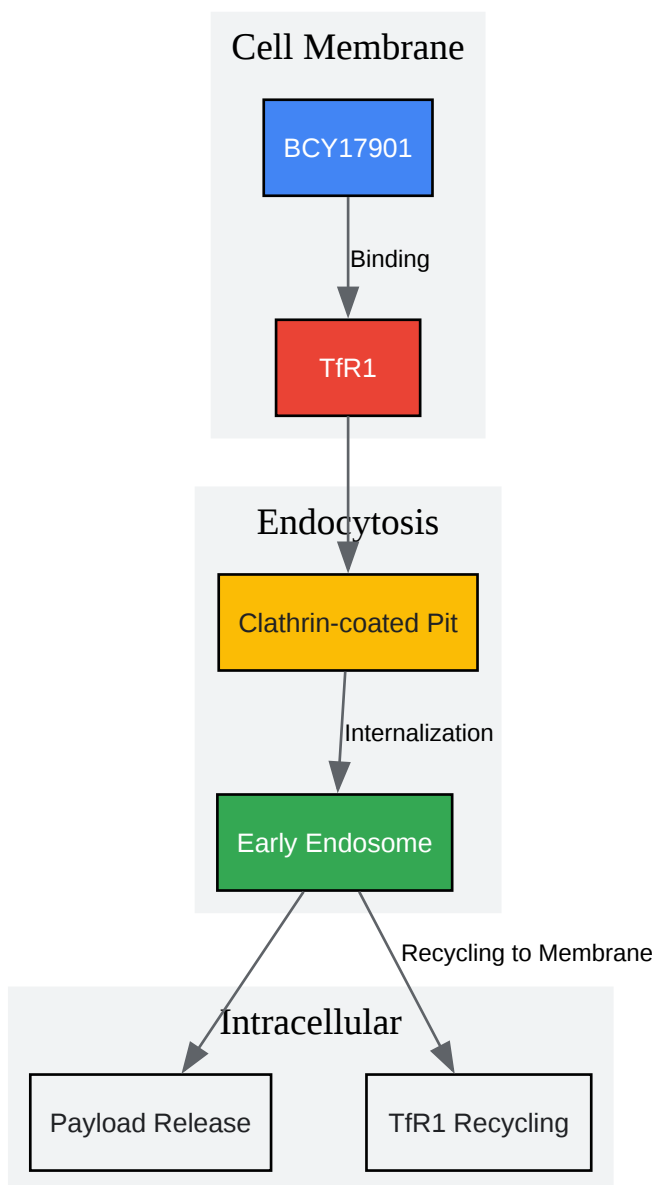 Cell Membrane
BCY17901
Binding
TfR1
Endocytosis
Clathrin-coated Pit
Internalization
Early Endosome
Recycling to Membrane
Intracellular
Payload Release
TfR1 Recycling